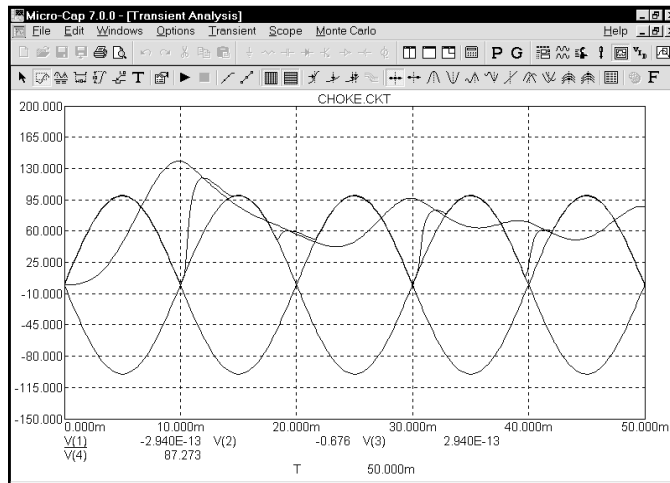 Micro-Cap 7.0.0 - [Transient Analysis]
File Edit Windows Options Transient Scope Monte Carlo Help
P G
T
CHOKE.CKT
200.000
165.000
130.000
95.000
60.000
25.000
-10.000
-45.000
-80.000
-115.000
-150.000
0.000m 10.000m 20.000m 30.000m 40.000m 50.000m
V(1) -2.940E-13 V(2) -0.676 V(3) 2.940E-13
V(4) 87.273
T 50.000m